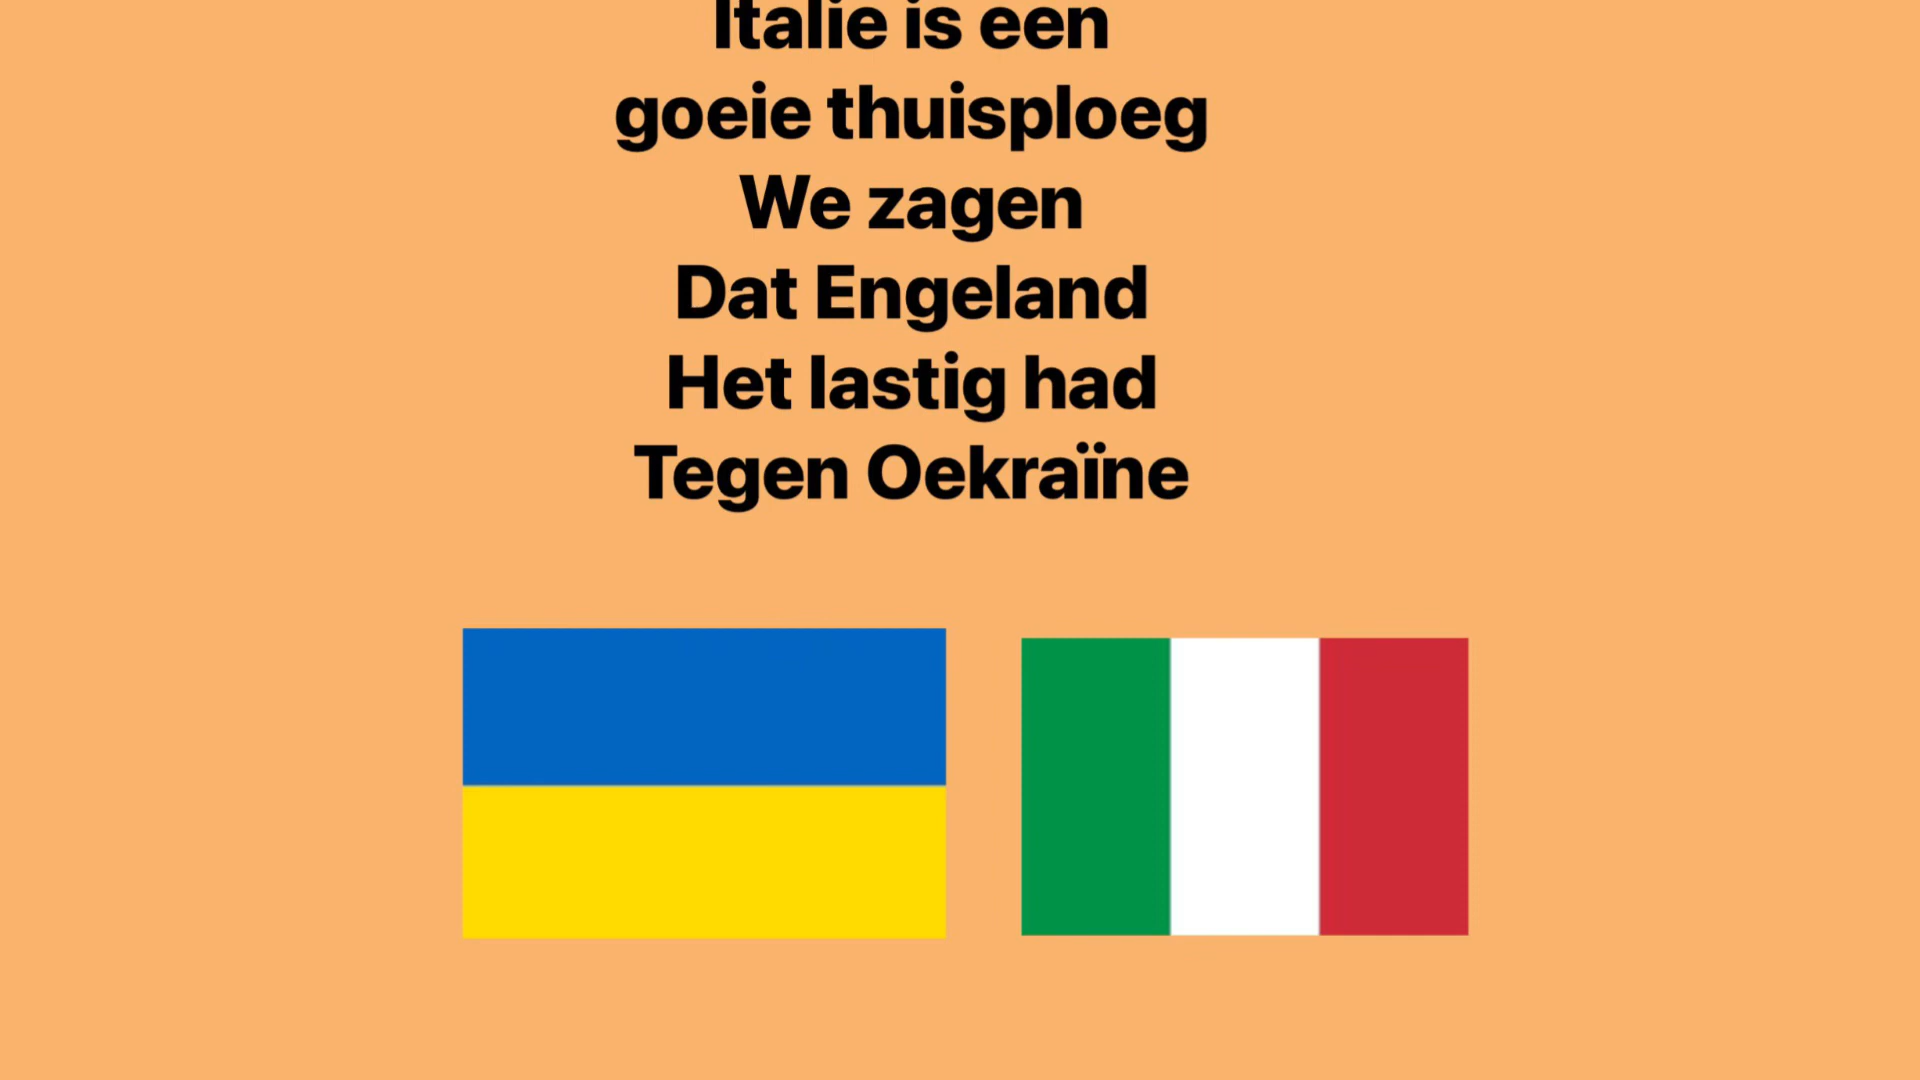 Italie is een
goeie thuisploeg
We zagen
Dat Engeland
Het lastig had
Tegen Oekraïne